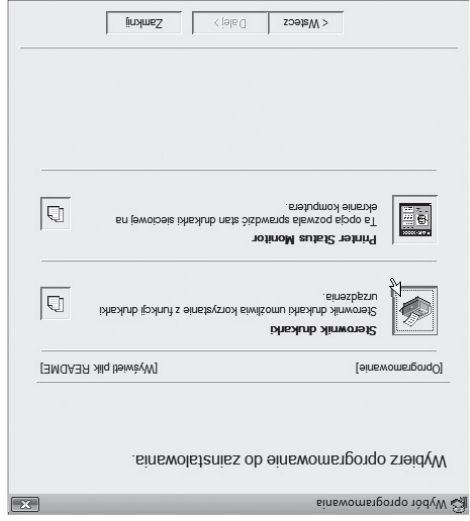 Wybór oprogramowania
Wybierz oprogramowanie do zainstalowania.
[Oprogramowanie] [Wyświetl plik README]
Sterownik drukarki
Sterownik drukarki umożliwia korzystanie z funkcji drukarki
urządzenia.
Printer Status Monitor
Ta opcja pozwala sprawdzić stan drukarki sieciowej na
ekranie komputera.
< Wstecz Dalej > Zamknij